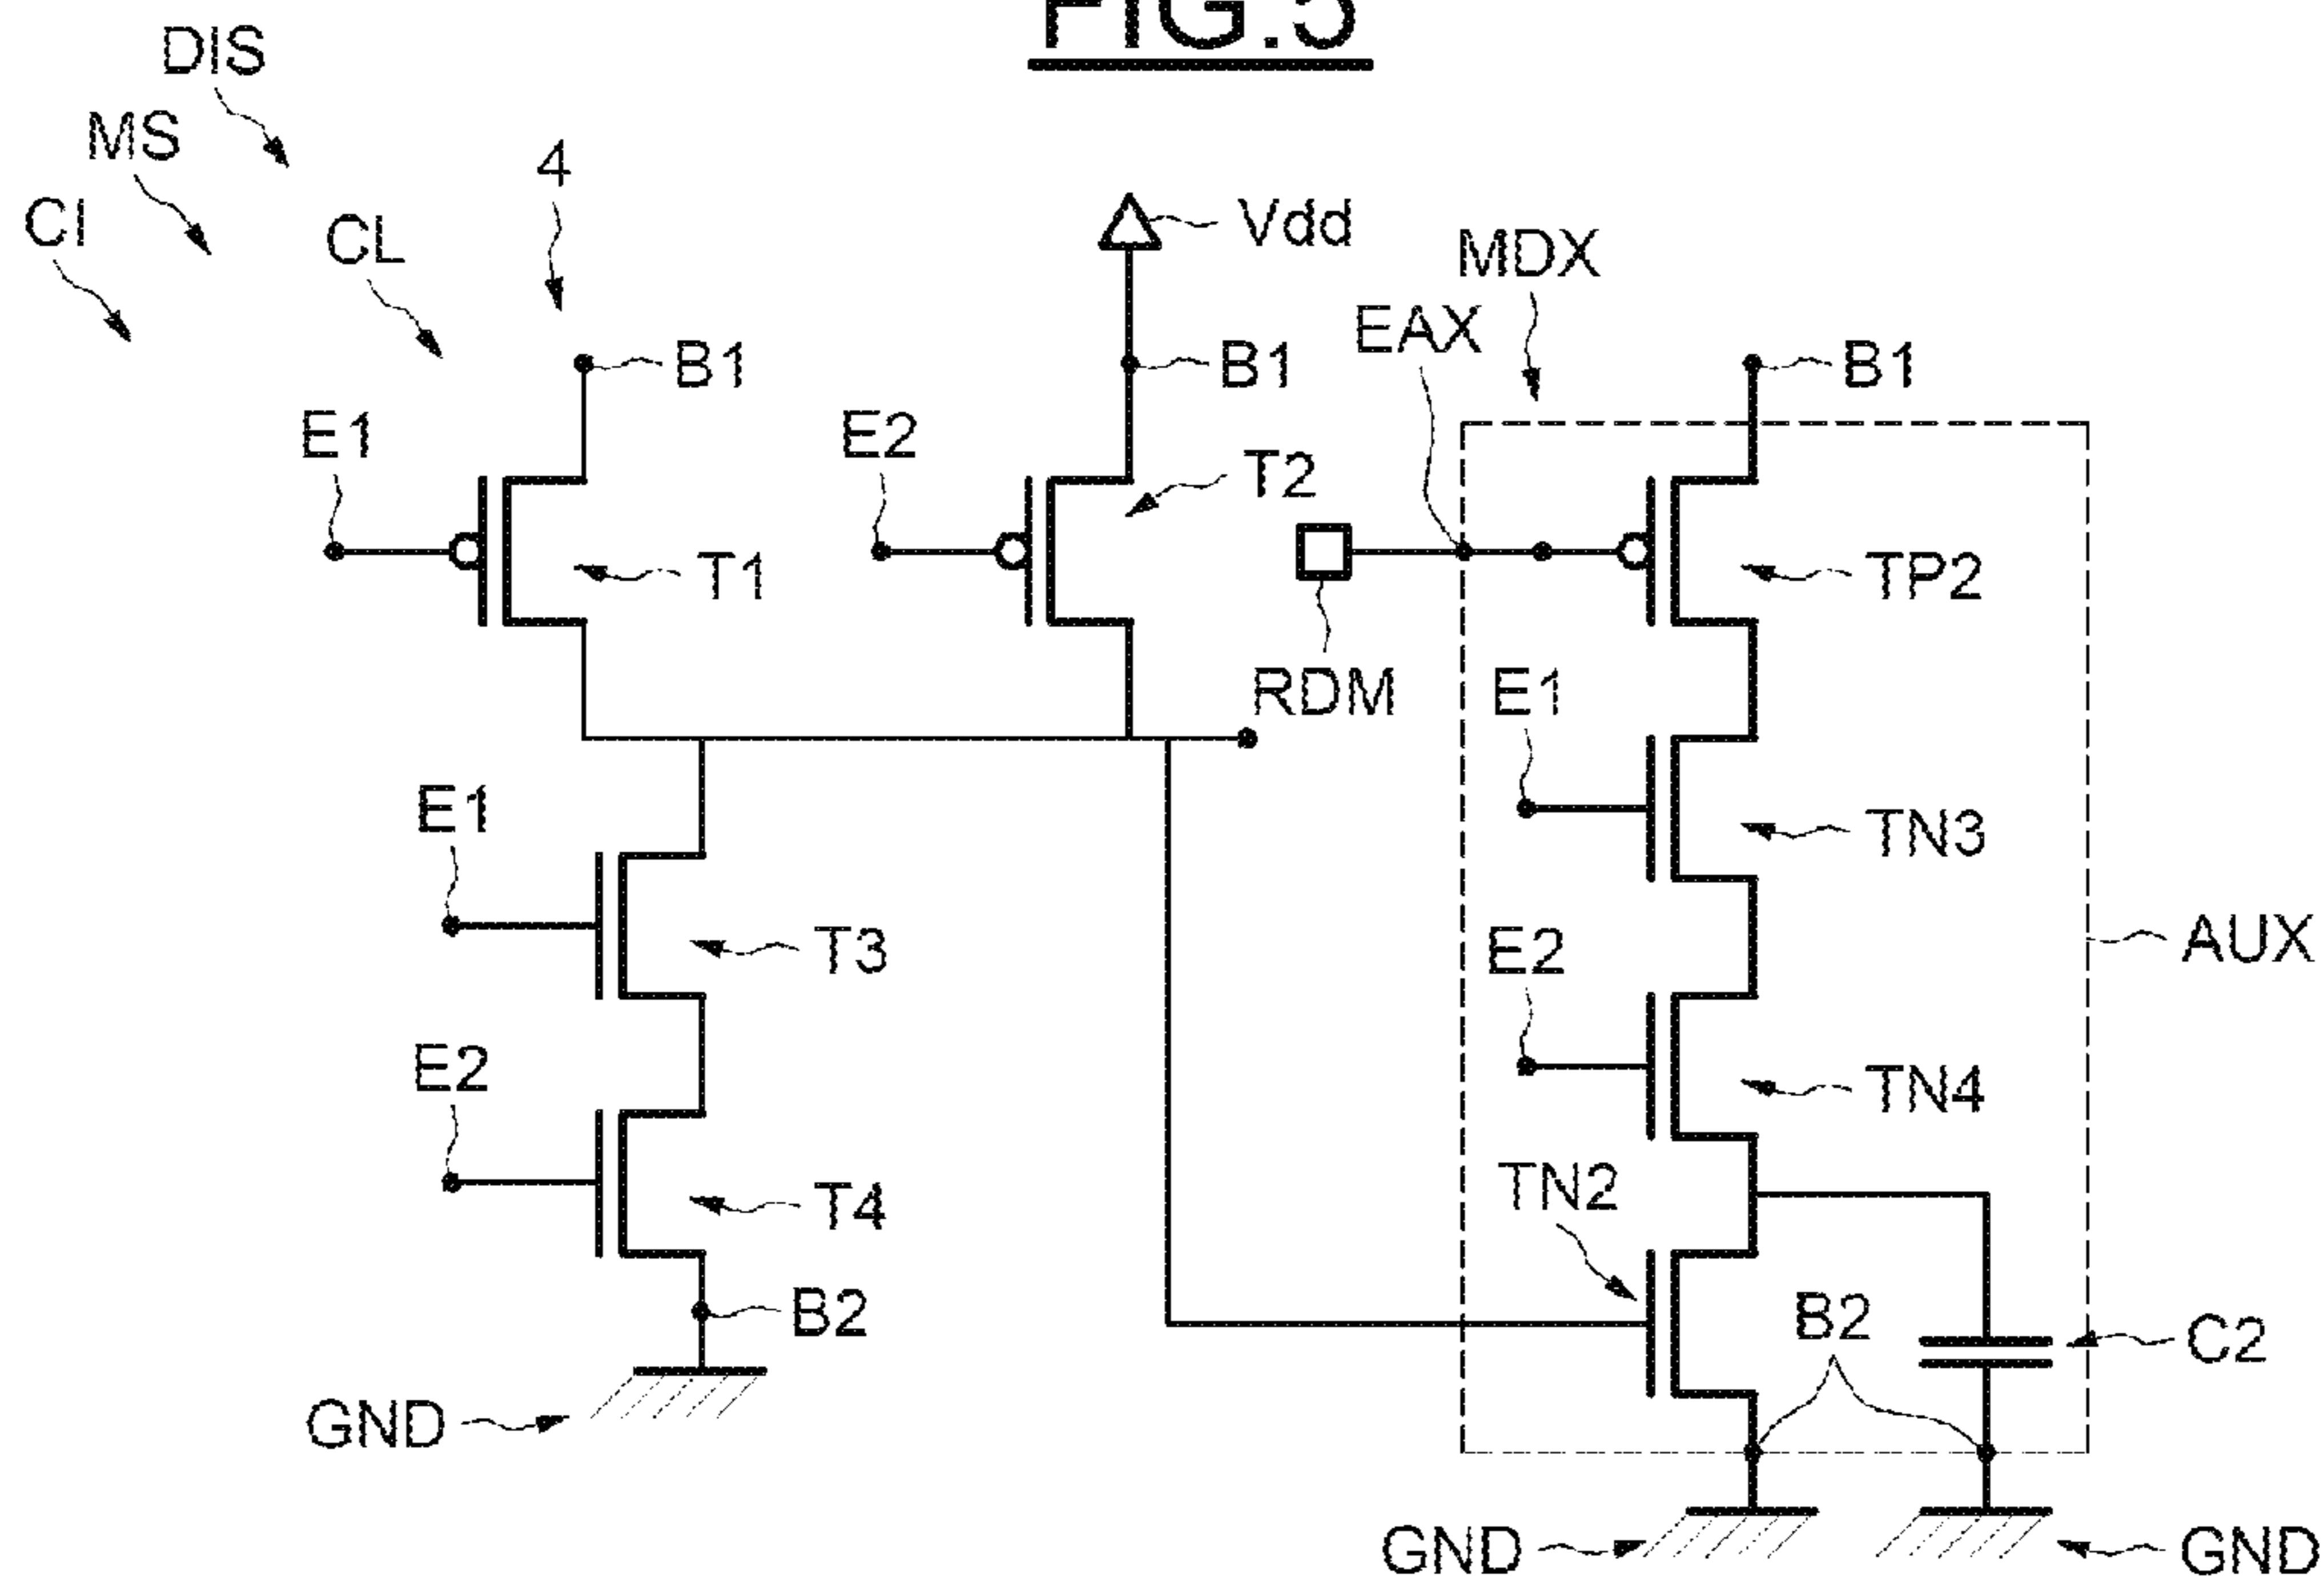 FIG.5
DIS
MS
CI
CL
4
Vdd
MDX
EAX
B1
B1
B1
E1
E2
T2
T1
TP2
RDM
E1
E1
TN3
T3
E2
AUX
E2
TN4
TN2
T4
B2
B2
C2
GND
GND
GND